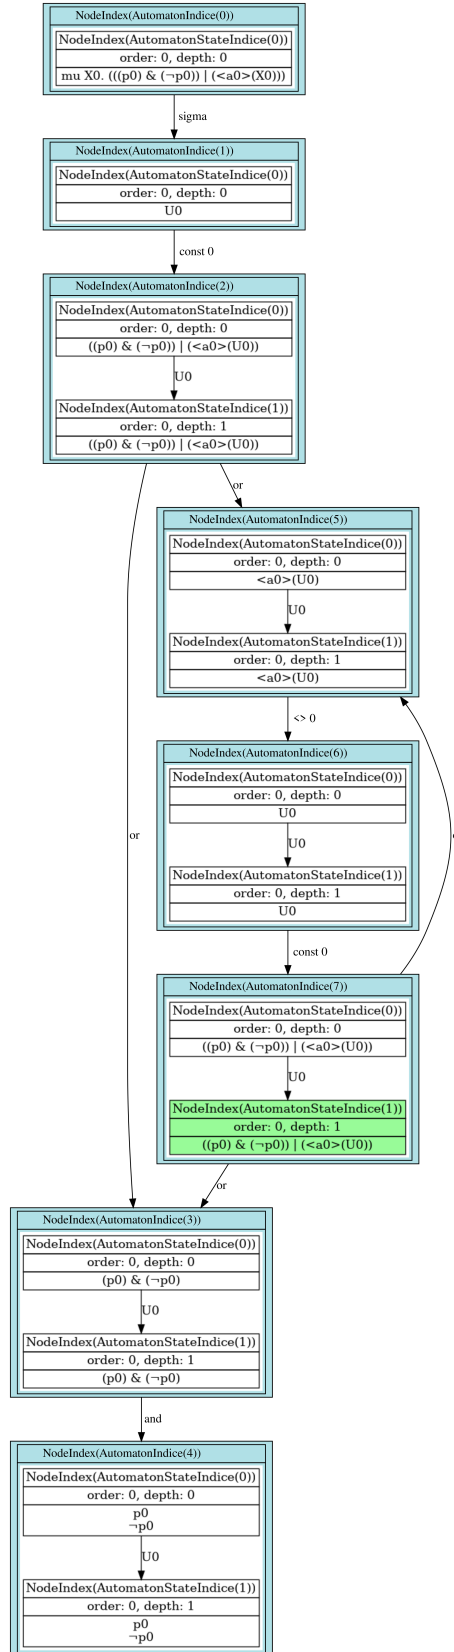 NodeIndex(AutomatonIndice(0))
NodeIndex(AutomatonStateIndice(0))
order: 0, depth: 0
mu X0. (((p0) & (¬p0)) | (<a0>(X0)))
sigma
NodeIndex(AutomatonIndice(1))
NodeIndex(AutomatonStateIndice(0))
order: 0, depth: 0
U0
const 0
NodeIndex(AutomatonIndice(2))
NodeIndex(AutomatonStateIndice(0))
order: 0, depth: 0
((p0) & (¬p0)) | (<a0>(U0))
U0
NodeIndex(AutomatonStateIndice(1))
order: 0, depth: 1
((p0) & (¬p0)) | (<a0>(U0))
or
NodeIndex(AutomatonIndice(5))
NodeIndex(AutomatonStateIndice(0))
order: 0, depth: 0
<a0>(U0)
U0
NodeIndex(AutomatonStateIndice(1))
order: 0, depth: 1
<a0>(U0)
<> 0
NodeIndex(AutomatonIndice(6))
NodeIndex(AutomatonStateIndice(0))
order: 0, depth: 0
U0
or
U0
NodeIndex(AutomatonStateIndice(1))
order: 0, depth: 1
U0
const 0
NodeIndex(AutomatonIndice(7))
NodeIndex(AutomatonStateIndice(0))
order: 0, depth: 0
((p0) & (¬p0)) | (<a0>(U0))
U0
NodeIndex(AutomatonStateIndice(1))
order: 0, depth: 1
((p0) & (¬p0)) | (<a0>(U0))
or
NodeIndex(AutomatonIndice(3))
NodeIndex(AutomatonStateIndice(0))
order: 0, depth: 0
(p0) & (¬p0)
U0
NodeIndex(AutomatonStateIndice(1))
order: 0, depth: 1
(p0) & (¬p0)
and
NodeIndex(AutomatonIndice(4))
NodeIndex(AutomatonStateIndice(0))
order: 0, depth: 0
p0
¬p0
U0
NodeIndex(AutomatonStateIndice(1))
order: 0, depth: 1
p0
¬p0